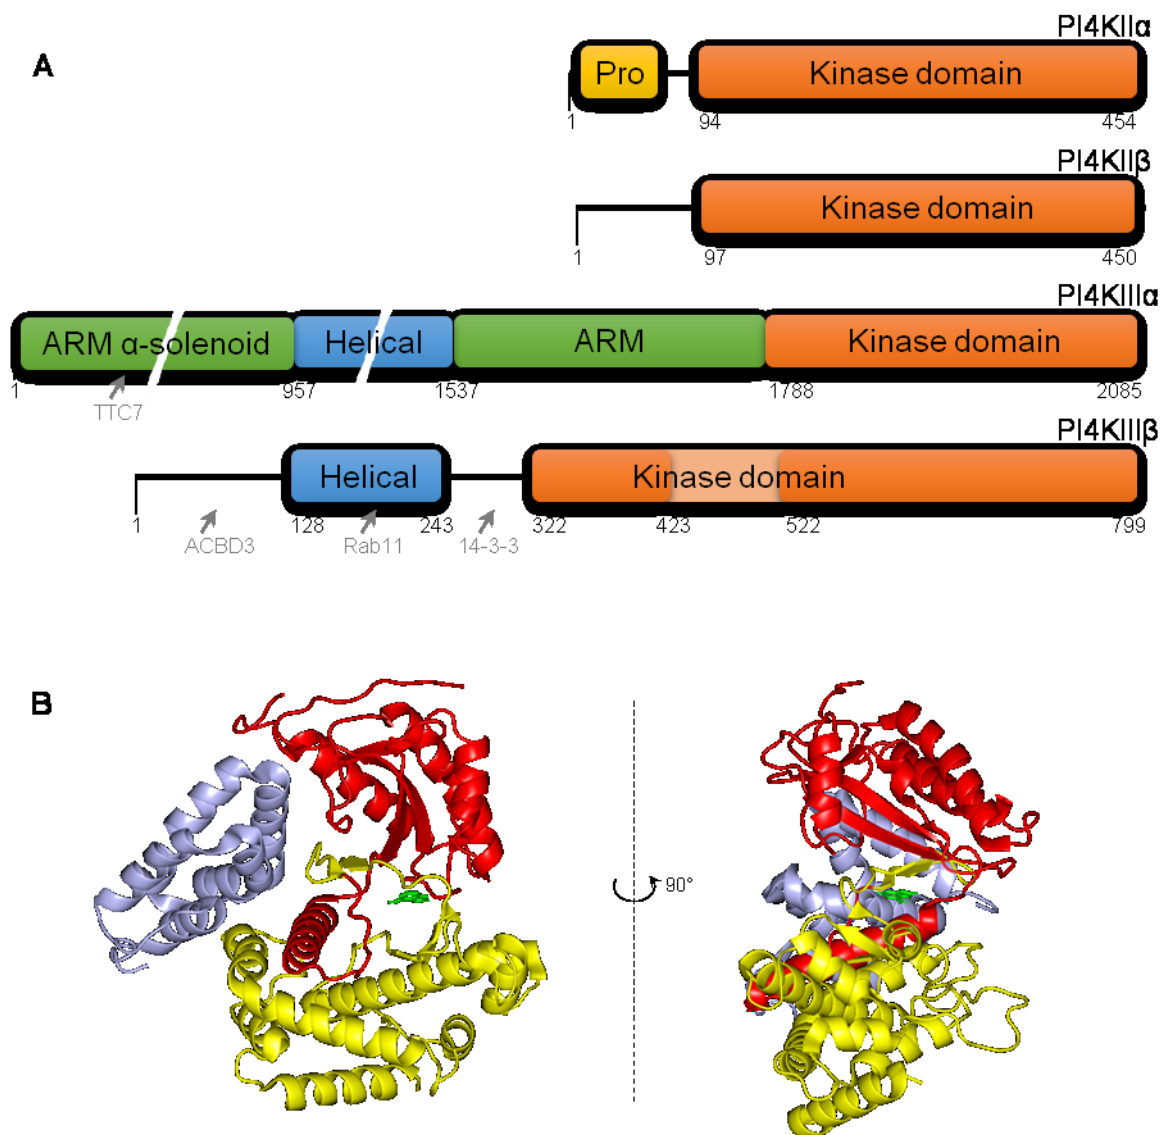 A
PI4KIIα
Pro
Kinase domain
1
94
454
PI4KIIβ
Kinase domain
1
97
450
PI4KIIIα
ARM α-solenoid
Helical
ARM
Kinase domain
1
957
1537
1788
2085
TTC7
PI4KIIIβ
Helical
Kinase domain
1
128
243
322
423
522
799
ACBD3
Rab11
14-3-3
B
90°